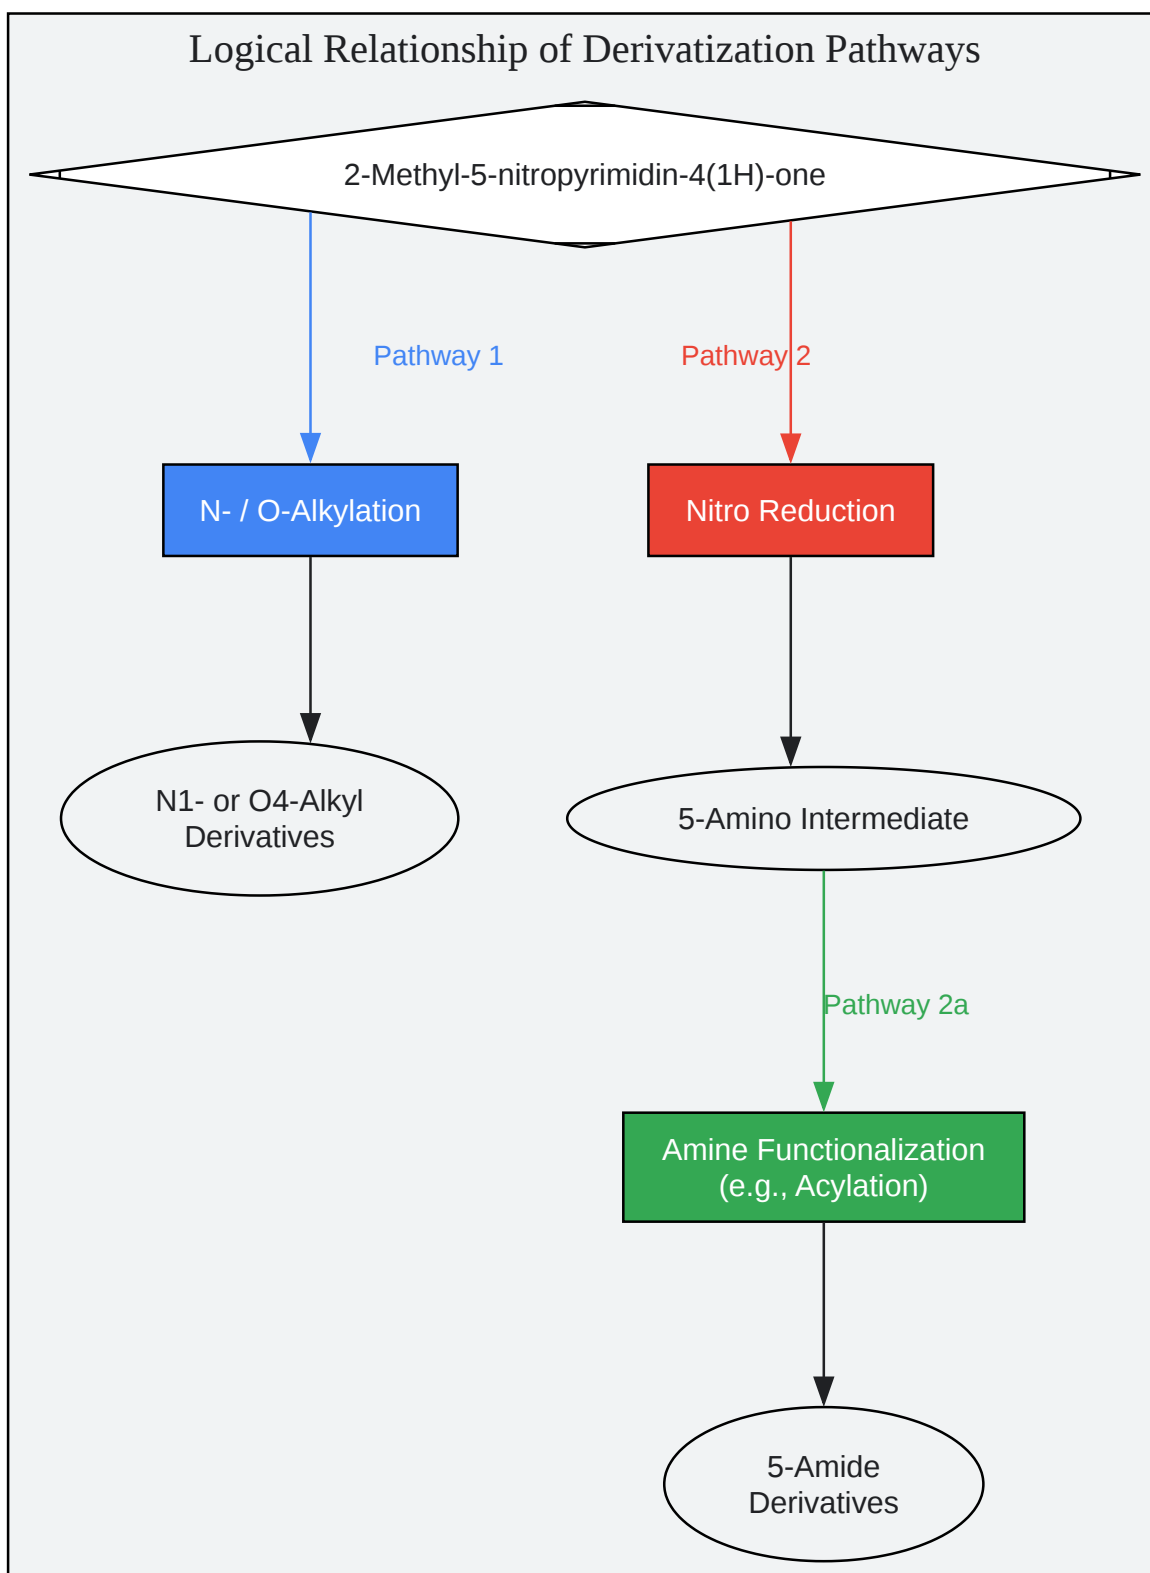 Logical Relationship of Derivatization Pathways
2-Methyl-5-nitropyrimidin-4(1H)-one
Pathway 1
Pathway 2
N- / O-Alkylation
Nitro Reduction
N1- or O4-Alkyl
Derivatives
5-Amino Intermediate
Pathway 2a
Amine Functionalization
(e.g., Acylation)
5-Amide
Derivatives